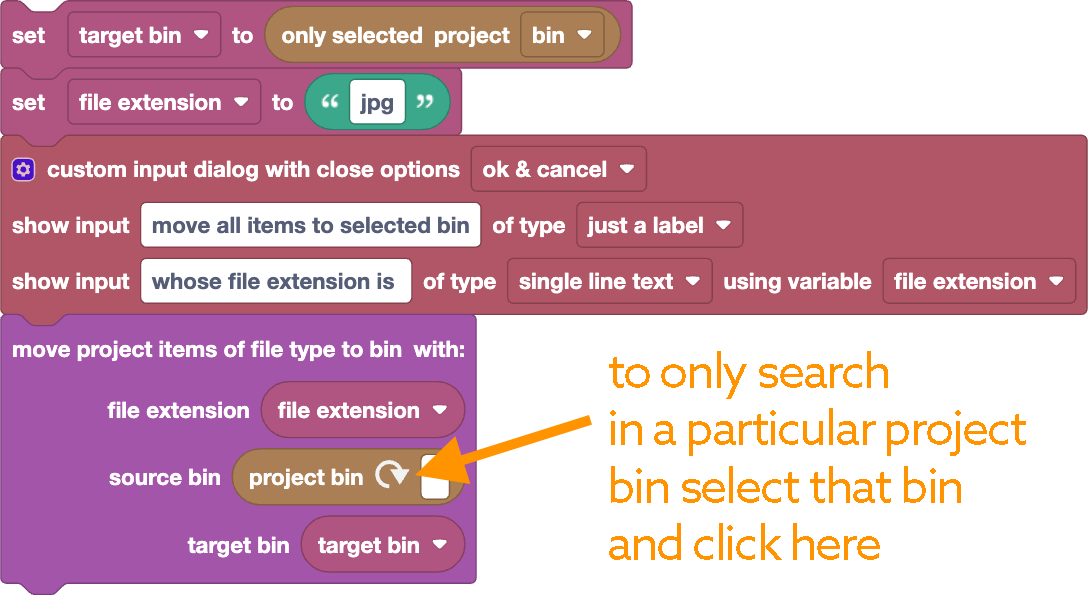 set target bin to only selected project bin
set file extension to “ jpg ”
custom input dialog with close options ok & cancel
show input move all items to selected bin of type just a label
show input whose file extension is of type single line text using variable file extension
move project items of file type to bin with:
file extension file extension
source bin project bin
target bin target bin
to only search
in a particular project
bin select that bin
and click here